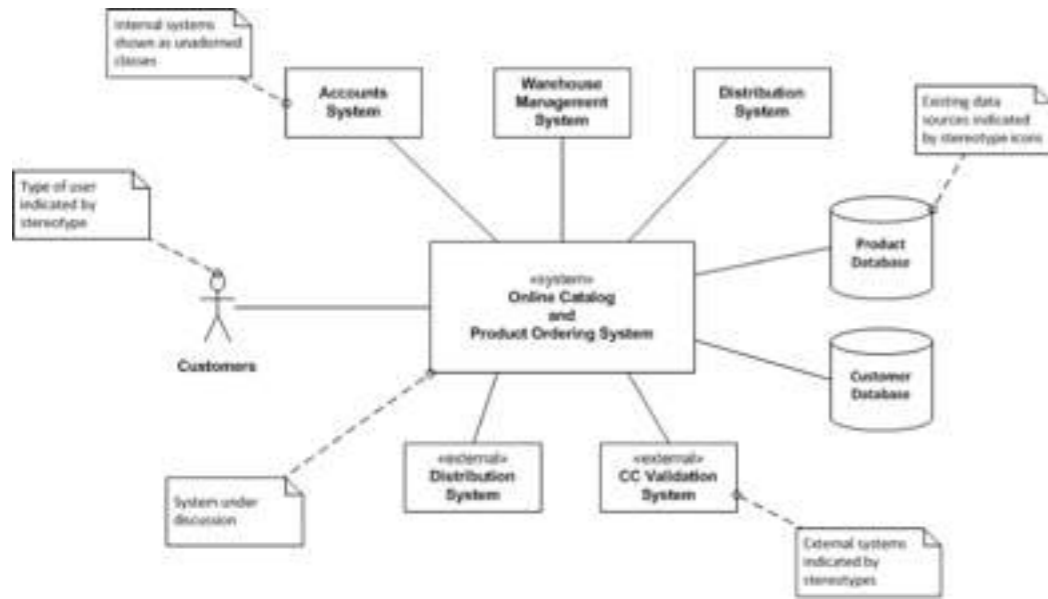 Internal systems
shown as unadorned
classes
Accounts
System
Warehouse
Management
System
Distribution
System
Existing data
sources indicated
by stereotype icons
Type of user
indicated by
stereotype
Product
Database
«system»
Online Catalog
and
Product Ordering System
Customers
Customer
Database
«external»
Distribution
System
«external»
CC Validation
System
System under
discussion
External systems
indicated by
stereotypes